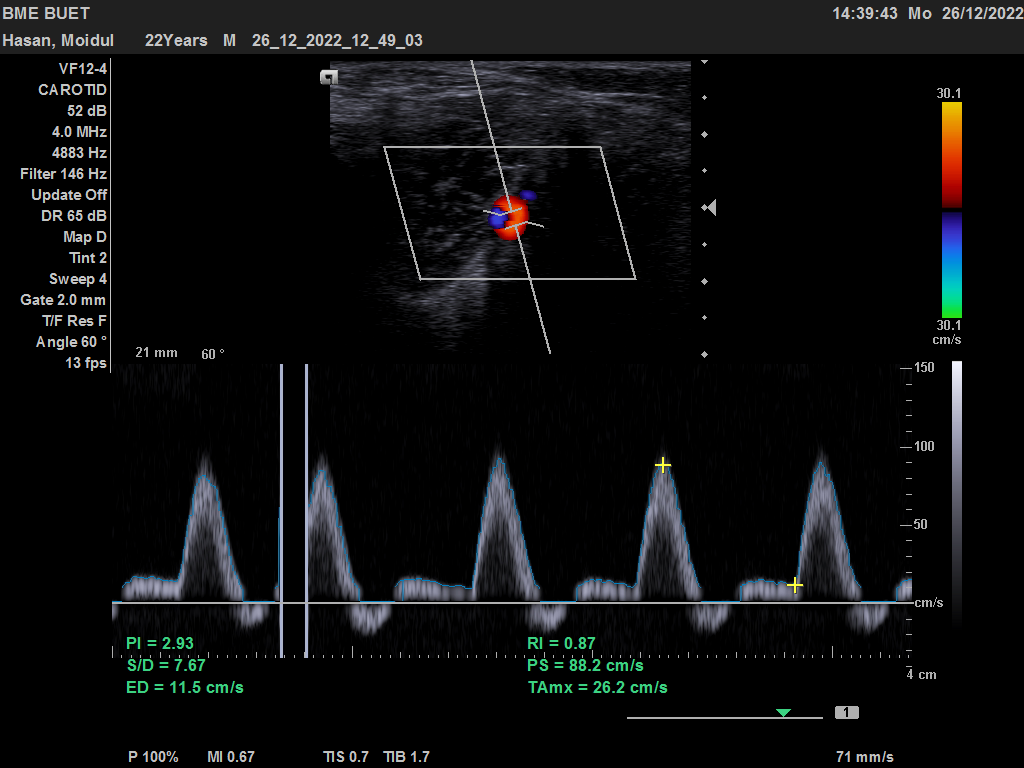 BME BUET 14:39:43 Mo 26/12/2022
Hasan, Moidul 22Years M 26_12_2022_12_49_03
VF12-4
CAROTID
52 dB
4.0 MHz
4883 Hz
Filter 146 Hz
Update Off
DR 65 dB
Map D
Tint 2
Sweep 4
Gate 2.0 mm
T/F Res F
Angle 60 °
13 fps
30.1
30.1
cm/s
21 mm 60 °
150
100
50
cm/s
4 cm
PI = 2.93
S/D = 7.67
ED = 11.5 cm/s
RI = 0.87
PS = 88.2 cm/s
TAmx = 26.2 cm/s
1
P 100% MI 0.67 TIS 0.7 TIB 1.7 71 mm/s